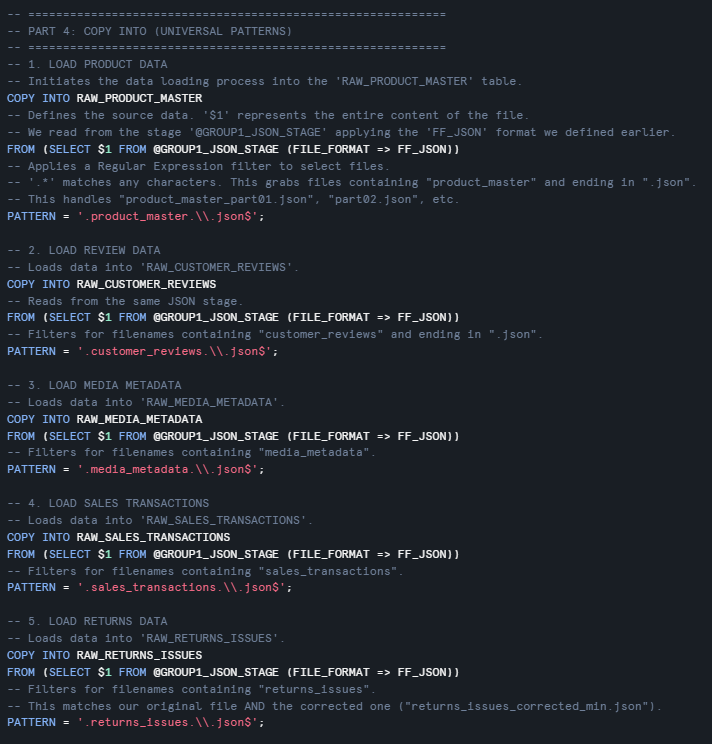 -- ============================================================
-- PART 4: COPY INTO (UNIVERSAL PATTERNS)
-- ============================================================
-- 1. LOAD PRODUCT DATA
-- Initiates the data loading process into the 'RAW_PRODUCT_MASTER' table.
COPY INTO RAW_PRODUCT_MASTER
-- Defines the source data. '$1' represents the entire content of the file.
-- We read from the stage '@GROUP1_JSON_STAGE' applying the 'FF_JSON' format we defined earlier.
FROM (SELECT $1 FROM @GROUP1_JSON_STAGE (FILE_FORMAT => FF_JSON))
-- Applies a Regular Expression filter to select files.
-- '.*' matches any characters. This grabs files containing "product_master" and ending in ".json".
-- This handles "product_master_part01.json", "part02.json", etc.
PATTERN = '.product_master.\\.json$';

-- 2. LOAD REVIEW DATA
-- Loads data into 'RAW_CUSTOMER_REVIEWS'.
COPY INTO RAW_CUSTOMER_REVIEWS
-- Reads from the same JSON stage.
FROM (SELECT $1 FROM @GROUP1_JSON_STAGE (FILE_FORMAT => FF_JSON))
-- Filters for filenames containing "customer_reviews" and ending in ".json".
PATTERN = '.customer_reviews.\\.json$';

-- 3. LOAD MEDIA METADATA
-- Loads data into 'RAW_MEDIA_METADATA'.
COPY INTO RAW_MEDIA_METADATA
FROM (SELECT $1 FROM @GROUP1_JSON_STAGE (FILE_FORMAT => FF_JSON))
-- Filters for filenames containing "media_metadata".
PATTERN = '.media_metadata.\\.json$';

-- 4. LOAD SALES TRANSACTIONS
-- Loads data into 'RAW_SALES_TRANSACTIONS'.
COPY INTO RAW_SALES_TRANSACTIONS
FROM (SELECT $1 FROM @GROUP1_JSON_STAGE (FILE_FORMAT => FF_JSON))
-- Filters for filenames containing "sales_transactions".
PATTERN = '.sales_transactions.\\.json$';

-- 5. LOAD RETURNS DATA
-- Loads data into 'RAW_RETURNS_ISSUES'.
COPY INTO RAW_RETURNS_ISSUES
FROM (SELECT $1 FROM @GROUP1_JSON_STAGE (FILE_FORMAT => FF_JSON))
-- Filters for filenames containing "returns_issues".
-- This matches our original file AND the corrected one ("returns_issues_corrected_min.json").
PATTERN = '.returns_issues.\\.json$';